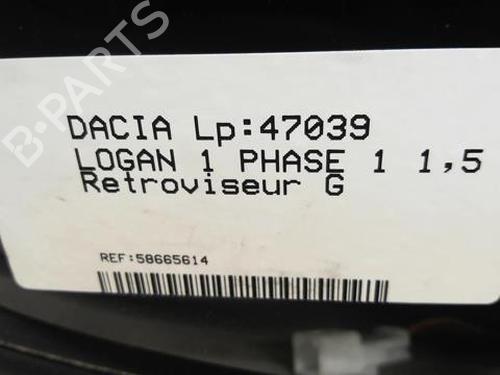 B-PARTS
DACIA Lp:47039
LOGAN 1 PHASE 1 1,5
Retroviseur G
REF:58665614